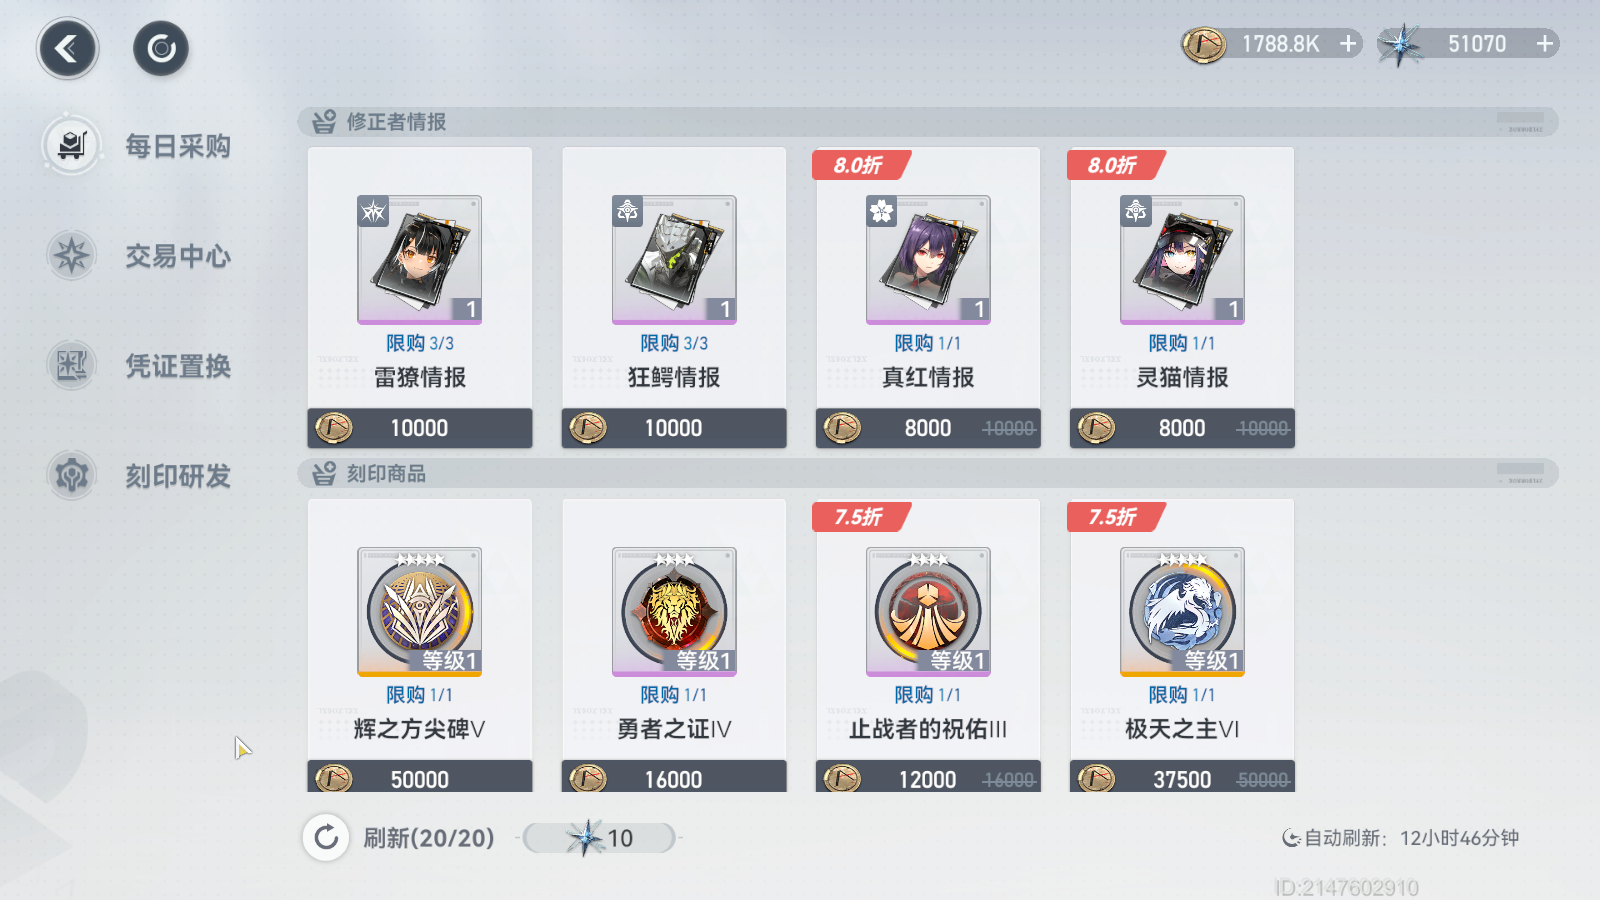 1788.8K
51070
每日采购
交易中心
凭证置换
刻印研发
修正者情报
8.0折
8.0折
1
1
1
1
限购 3/3
限购 3/3
限购 1/1
限购 1/1
雷獠情报
狂鳄情报
真红情报
灵猫情报
10000
10000
8000 10000
8000 10000
刻印商品
7.5折
7.5折
等级1
等级1
等级1
等级1
限购 1/1
限购 1/1
限购 1/1
限购 1/1
辉之方尖碑V
勇者之证IV
止战者的祝佑III
极天之主VI
50000
16000
12000 16000
37500 50000
刷新(20/20)
10
自动刷新：12小时46分钟
ID:2147602910